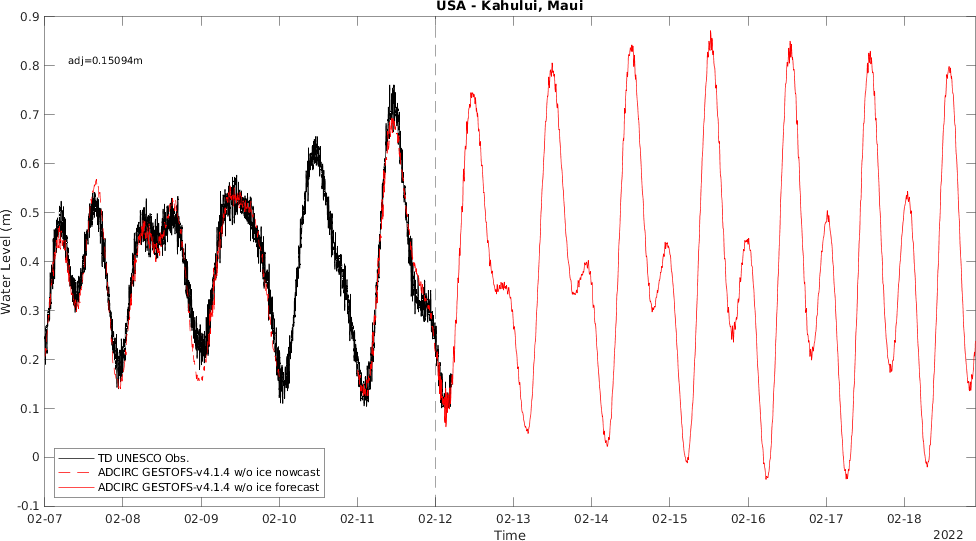 USA - Kahului, Maui
0.9
0.8
0.7
0.6
0.5
0.4
0.3
0.2
0.1
0
-0.1
Water Level (m)
adj=0.15094m
TD UNESCO Obs.
ADCIRC GESTOFS-v4.1.4 w/o ice nowcast
ADCIRC GESTOFS-v4.1.4 w/o ice forecast
02-07 02-08 02-09 02-10 02-11 02-12 02-13 02-14 02-15 02-16 02-17 02-18
Time
2022